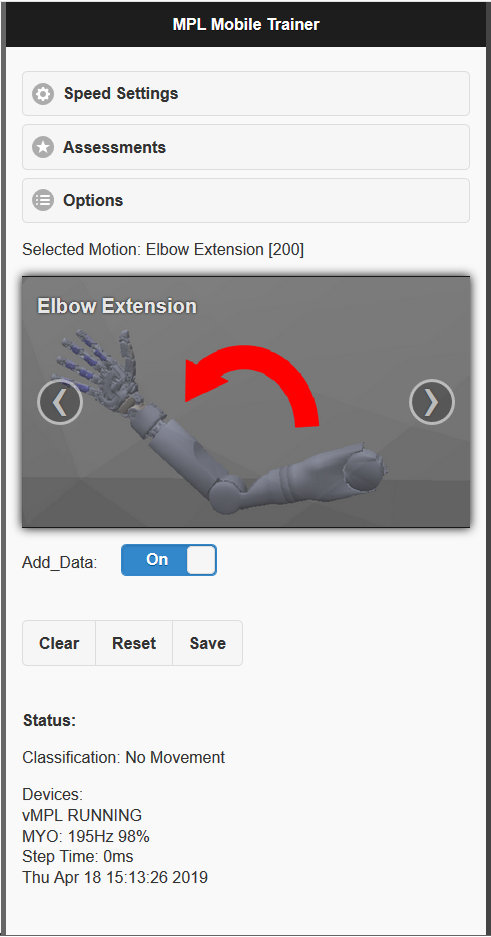 MPL Mobile Trainer
Speed Settings
Assessments
Options
Selected Motion: Elbow Extension [200]
Elbow Extension
Add_Data:
On
Clear
Reset
Save
Status:
Classification: No Movement
Devices:
vMPL RUNNING
MYO: 195Hz 98%
Step Time: 0ms
Thu Apr 18 15:13:26 2019